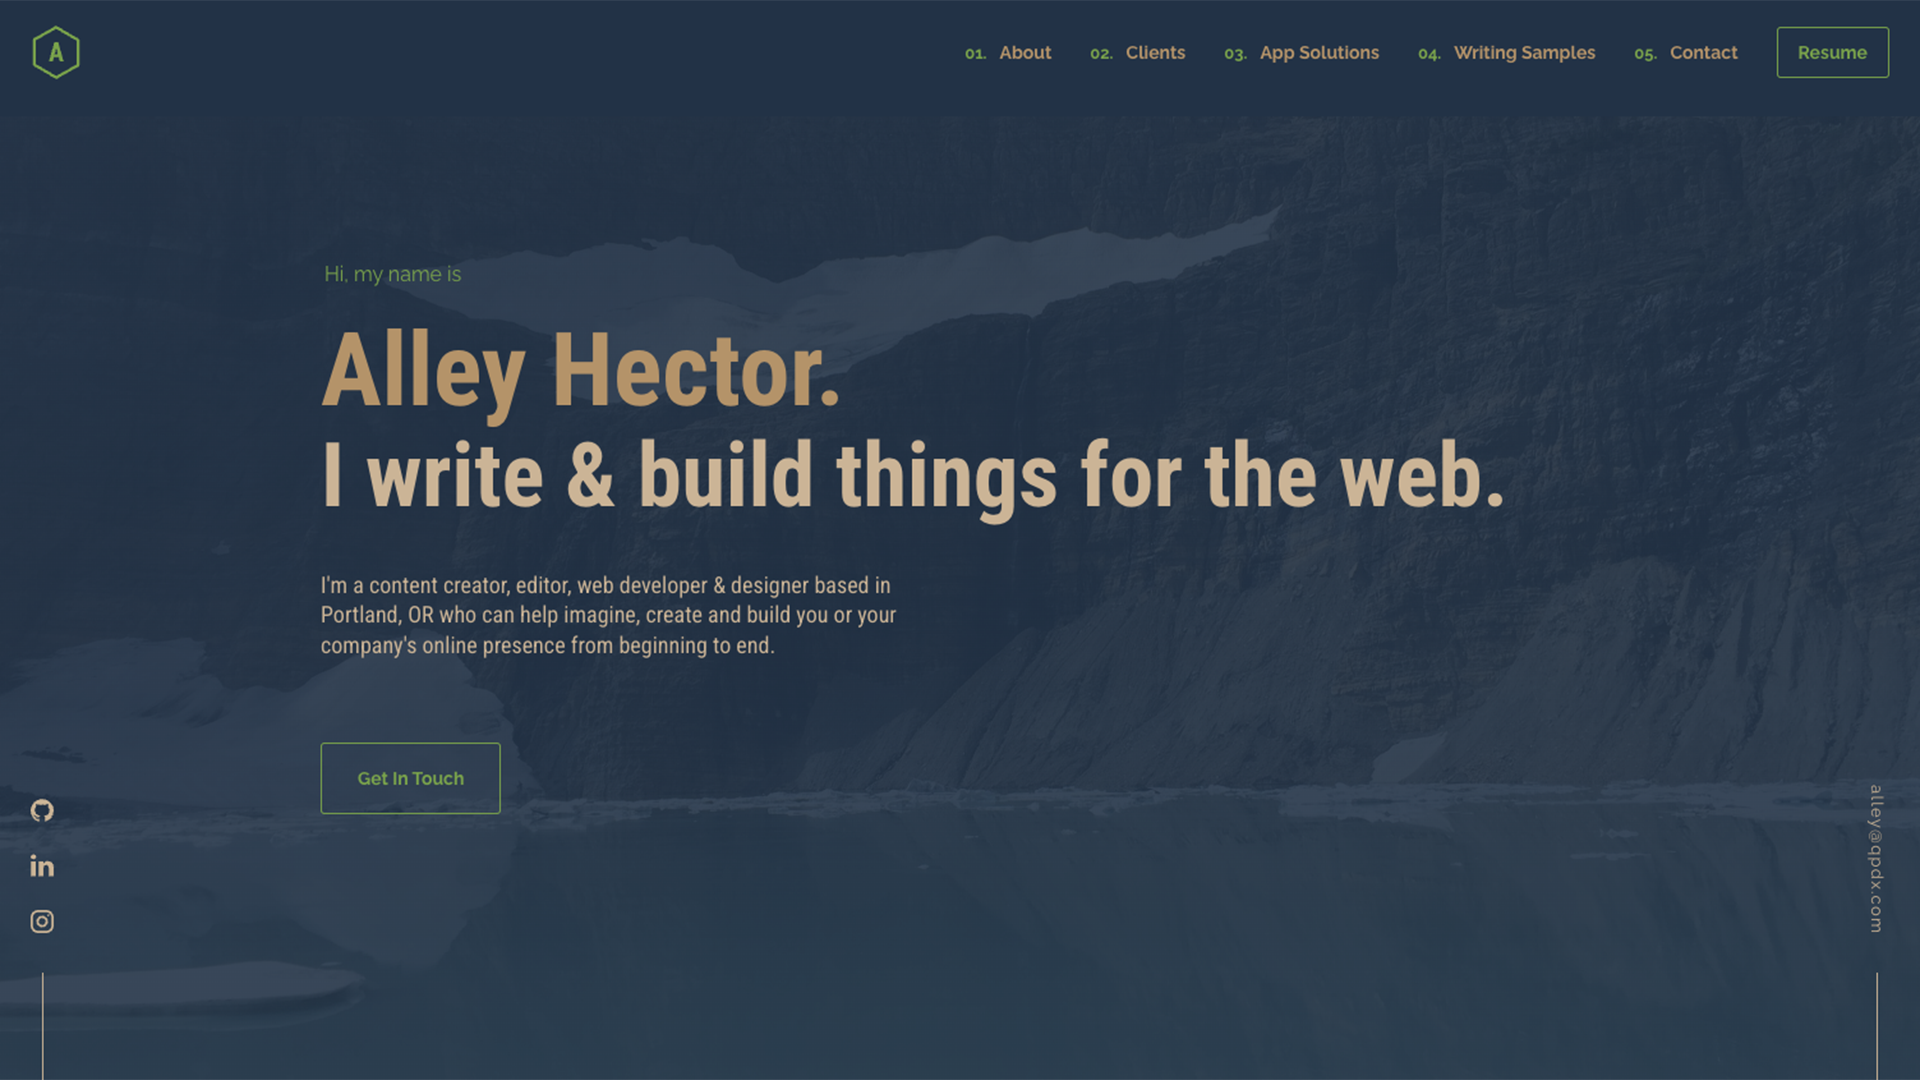 A
01. About 02. Clients 03. App Solutions 04. Writing Samples 05. Contact Resume
Hi, my name is
Alley Hector.
I write & build things for the web.
I'm a content creator, editor, web developer & designer based in
Portland, OR who can help imagine, create and build you or your
company's online presence from beginning to end.
Get In Touch
in
alley@qpdx.com